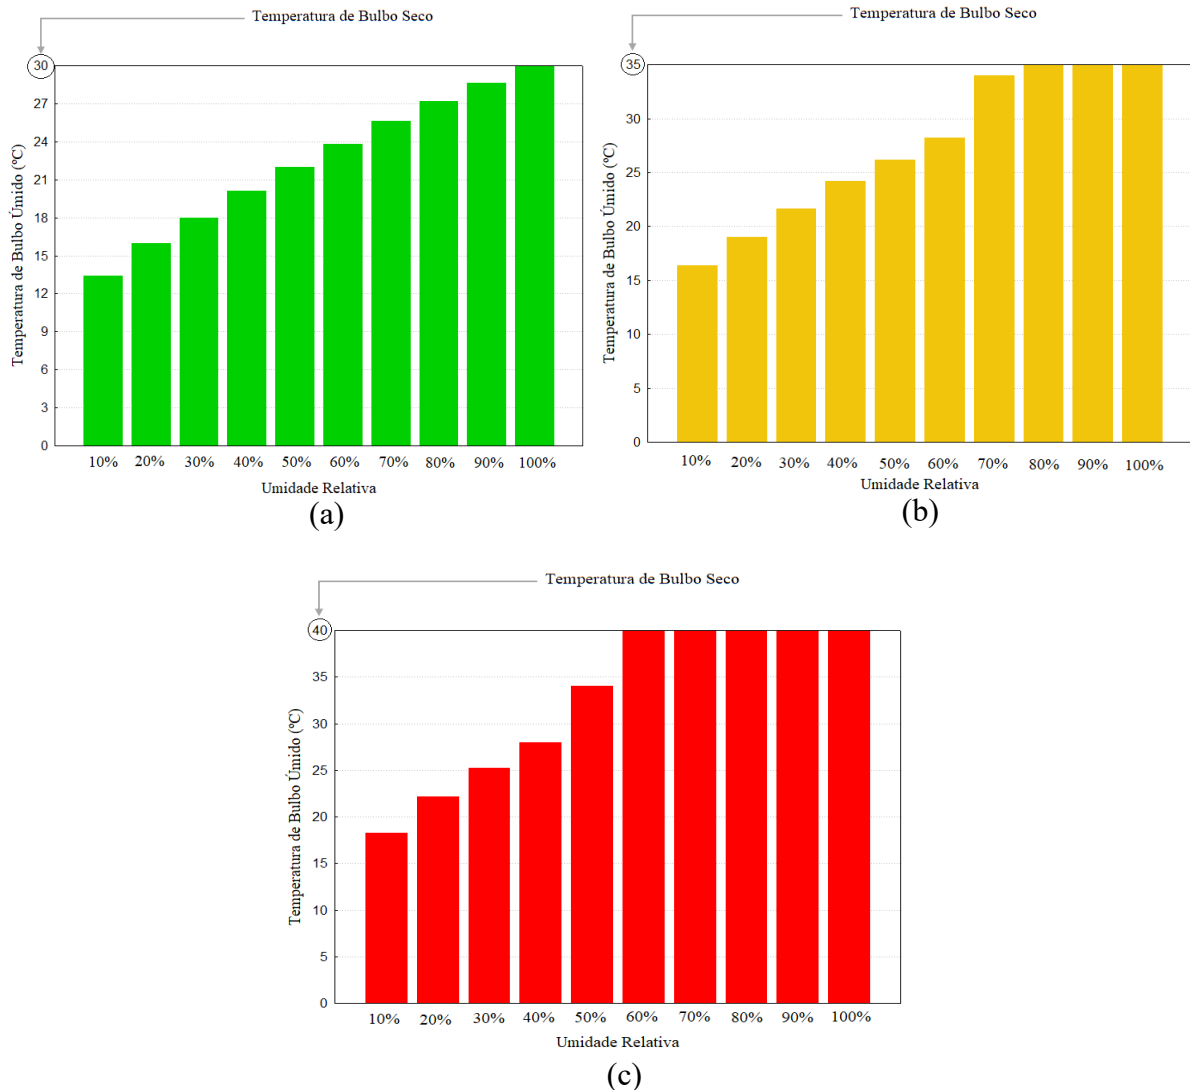 Temperatura de Bulbo Seco
30
27
24
21
18
15
12
9
6
3
0
Temperatura de Bulbo Úmido (ºC)
10% 20% 30% 40% 50% 60% 70% 80% 90% 100%
Umidade Relativa
(a)
Temperatura de Bulbo Seco
35
30
25
20
15
10
5
0
Temperatura de Bulbo Úmido (ºC)
10% 20% 30% 40% 50% 60% 70% 80% 90% 100%
Umidade Relativa
(b)
Temperatura de Bulbo Seco
40
35
30
25
20
15
10
5
0
Temperatura de Bulbo Úmido (ºC)
10% 20% 30% 40% 50% 60% 70% 80% 90% 100%
Umidade Relativa
(c)